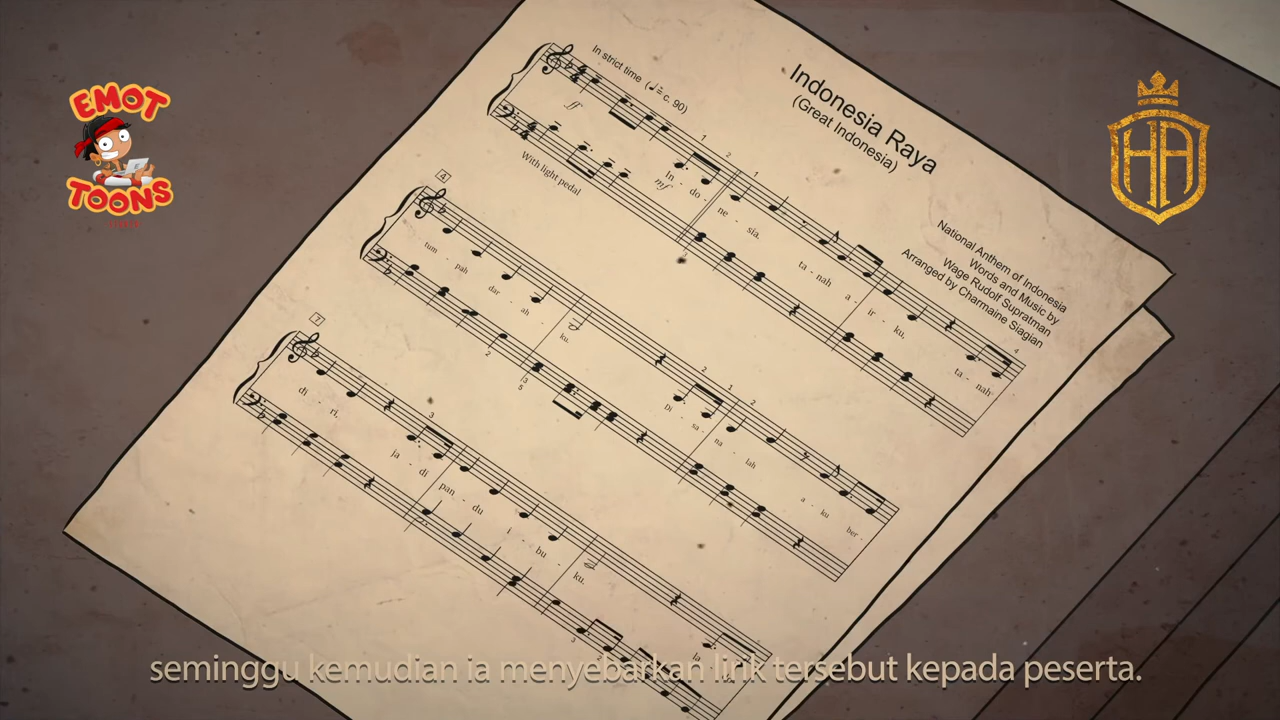 EMOT
TOONS
HA
Indonesia Raya
(Great Indonesia)
In strict time (♩ = c. 90)
National Anthem of Indonesia
Words and Music by
Wage Rudolf Supratman
Arranged by Charmaine Siagian
ff
mf
With light pedal
In - do - ne - sia. ta - nah a - ir - ku, ta - nah
4
tum - pah dar - ah - ku. Di - sa - na - lah a - ku ber -
7
di - ri, ja - di pan - du i - bu - ku.
seminggu kemudian ia menyebarkan lirik tersebut kepada peserta.